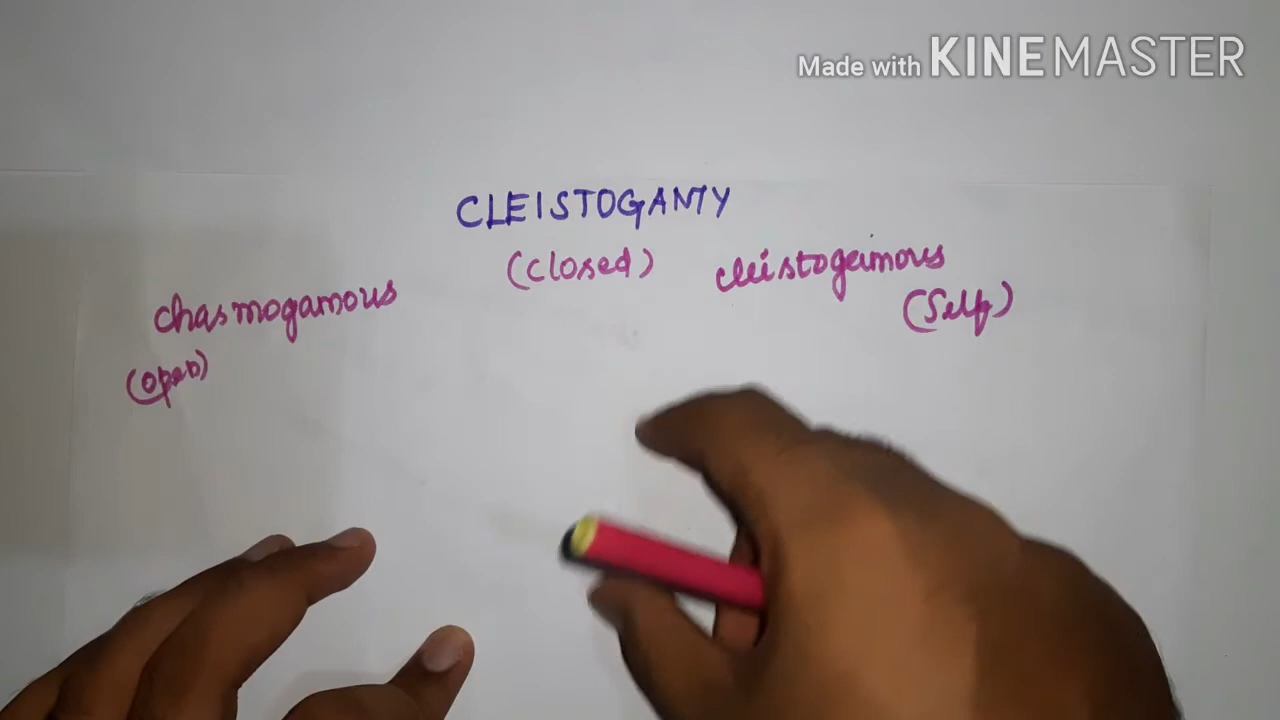 Made with KINEMASTER
CLEISTOGAMY
(closed)
cleistogamous
(Self)
chasmogamous
(open)